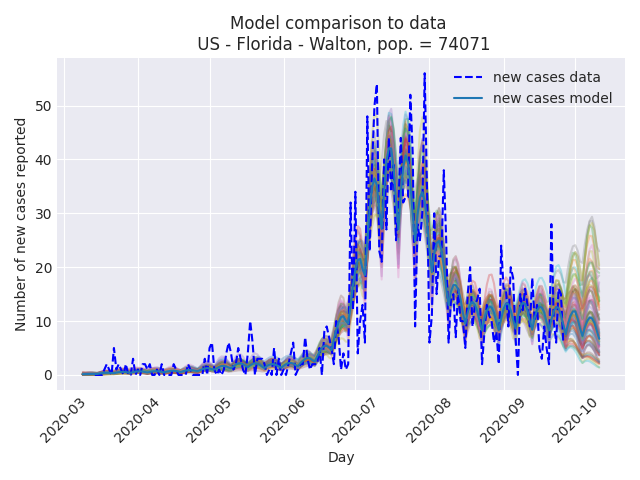 Model comparison to data
US - Florida - Walton, pop. = 74071
new cases data
new cases model
Number of new cases reported
50
40
30
20
10
0
2020-03
2020-04
2020-05
2020-06
2020-07
2020-08
2020-09
2020-10
Day